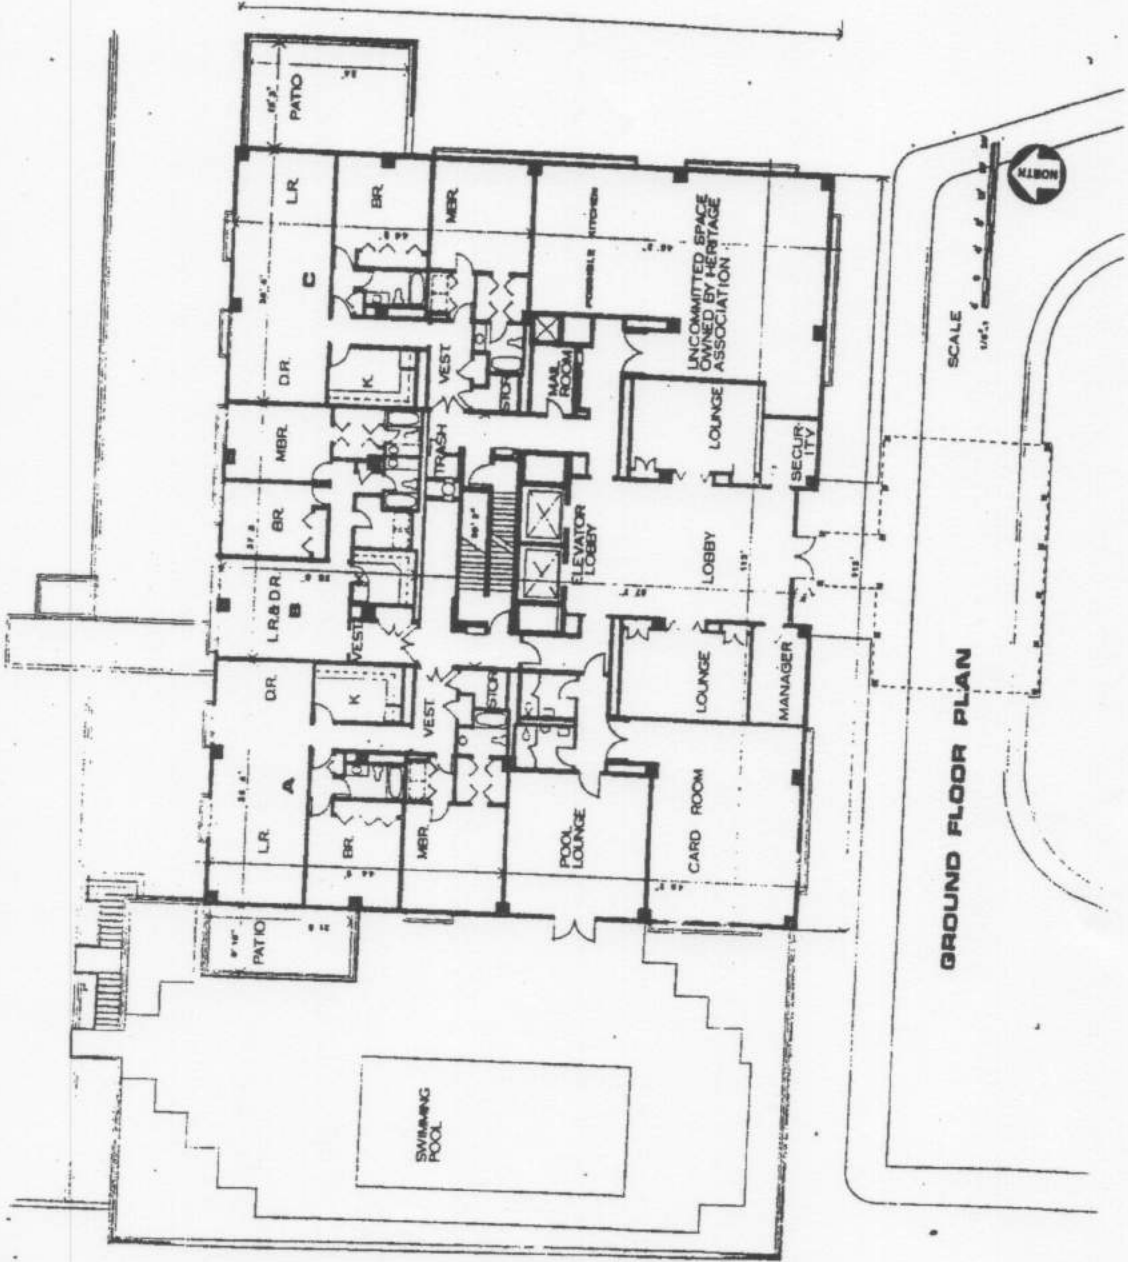 PATIO
L.R.
C
D.R.
BR.
MBR.
K.
VEST.
STOR
MAIL
ROOM
TRASH
POSSIBLE KITCHEN
UNCOMMITTED SPACE
OWNED BY HERITAGE
ASSOCIATION
LOUNGE
SECUR-
ITY
MBR.
BR.
L.R.& D.R.
B
VEST.
ELEVATOR
LOBBY
LOBBY
113'
LOUNGE
MANAGER
D.R.
A
L.R.
K
VEST.
STOR
BR.
MBR.
PATIO
POOL
LOUNGE
CARD ROOM
SWIMMING
POOL
GROUND FLOOR PLAN
SCALE
NORTH